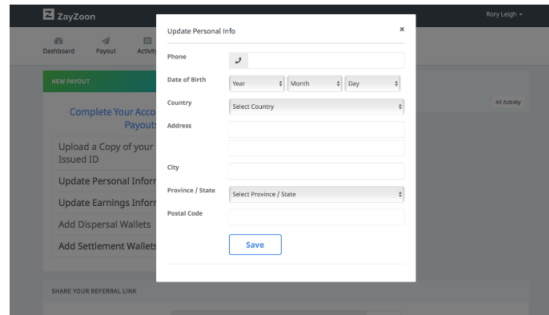 ZayZoon
Rory Leigh
Dashboard
Payout
Activity
NEW PAYOUT
Complete Your Acco
Payouts
Upload a Copy of your
Issued ID
Update Personal Inform
Update Earnings Inform
Add Dispersal Wallets
Add Settlement Wallets
All Activity
SHARE YOUR REFERRAL LINK
Update Personal Info
×
Phone
Date of Birth
Year
Month
Day
Country
Select Country
Address
City
Province / State
Select Province / State
Postal Code
Save